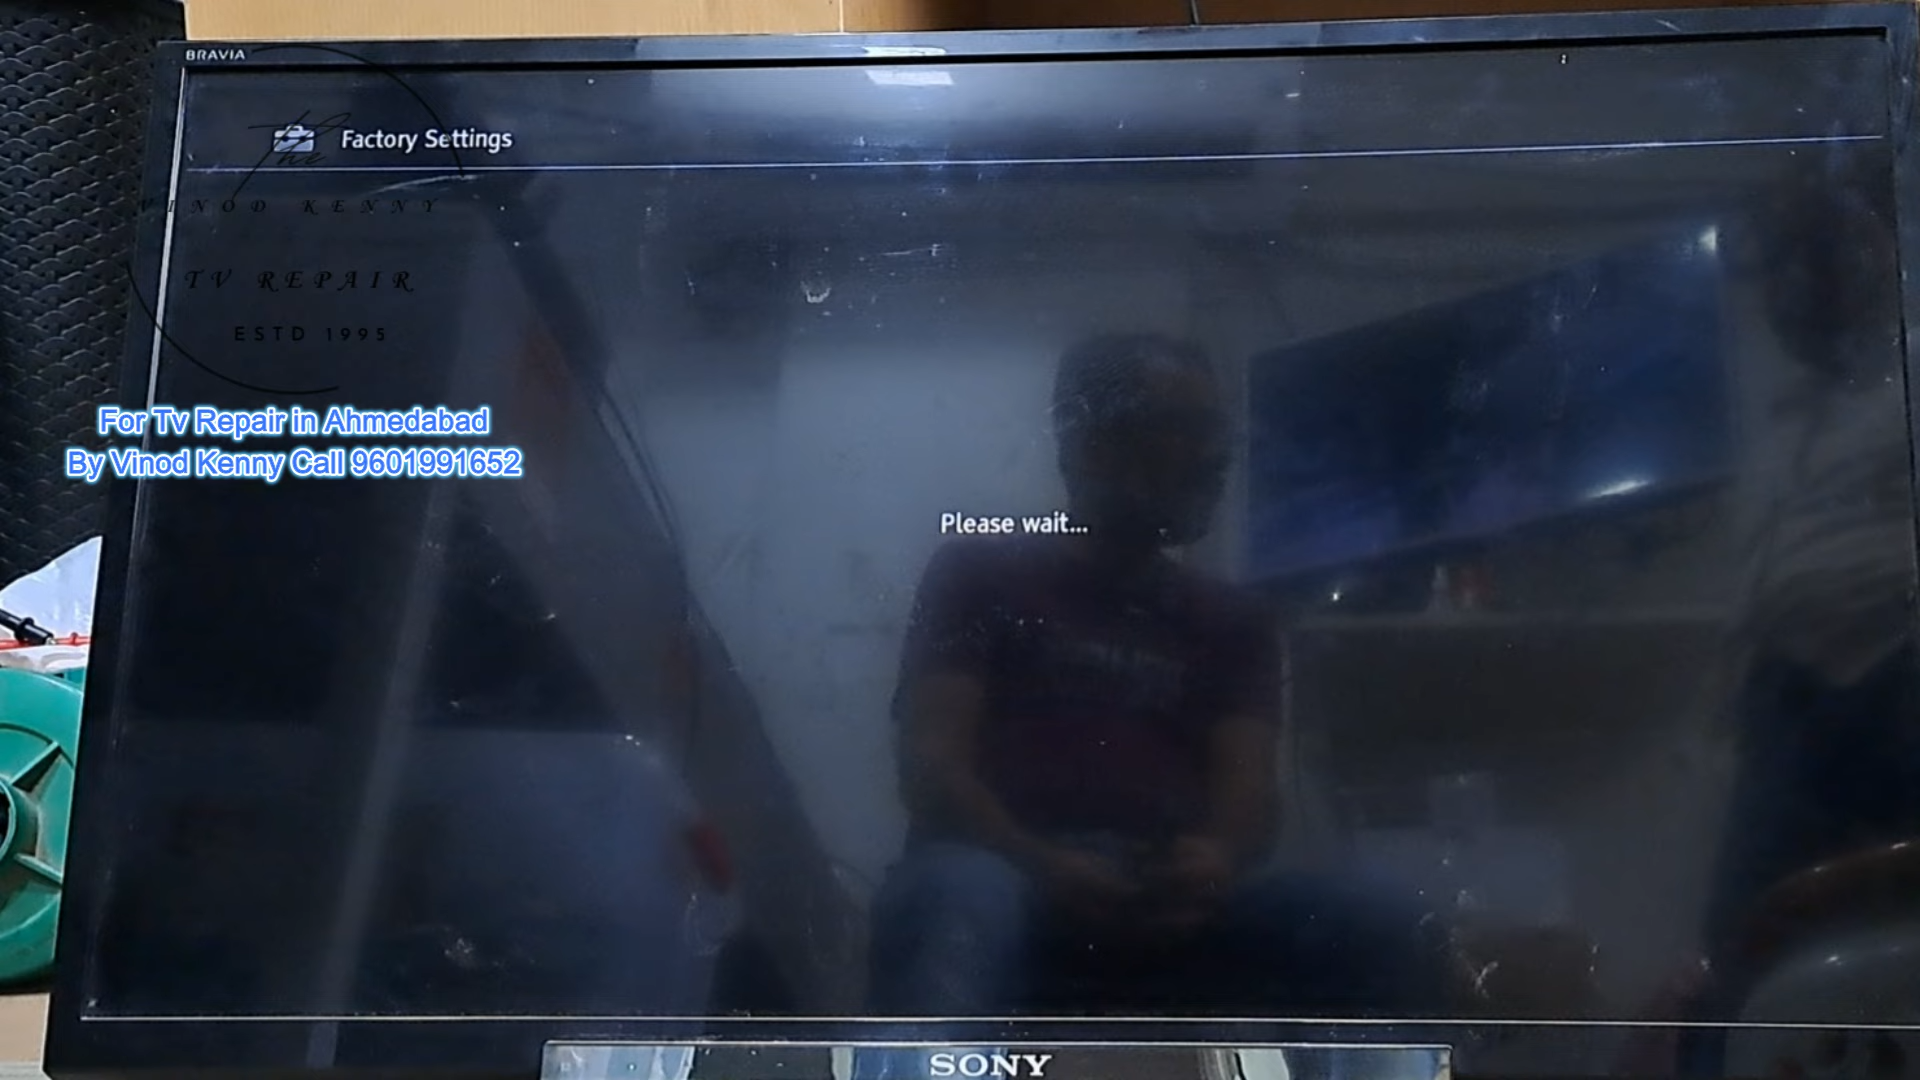 BRAVIA
Factory Settings
The
VINOD KENNY
TV REPAIR
ESTD 1995
For Tv Repair in Ahmedabad
By Vinod Kenny Call 9601991652
Please wait...
SONY